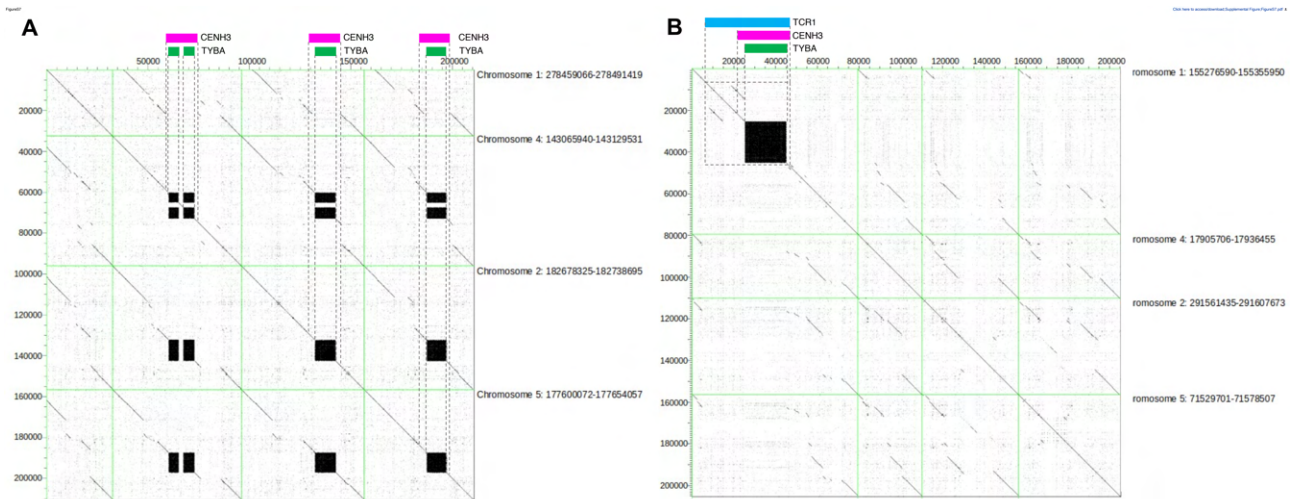 Figure07
Click here to access/download;Supplemental Figure;Figure07.pdf
A
CENH3
CENH3
CENH3
TYBA
TYBA
TYBA
50000 100000 150000 200000
Chromosome 1: 278459066-278491419
20000
Chromosome 4: 143065940-143129531
40000
60000
80000
Chromosome 2: 182678325-182738695
100000
120000
140000
Chromosome 5: 177600072-177654057
160000
180000
200000
B
TCR1
CENH3
TYBA
20000 40000 60000 80000 100000 120000 140000 160000 180000 200000
romosome 1: 155276590-155355950
20000
40000
60000
80000
romosome 4: 17905706-17936455
100000
romosome 2: 291561435-291607673
120000
140000
160000
romosome 5: 71529701-71578507
180000
200000